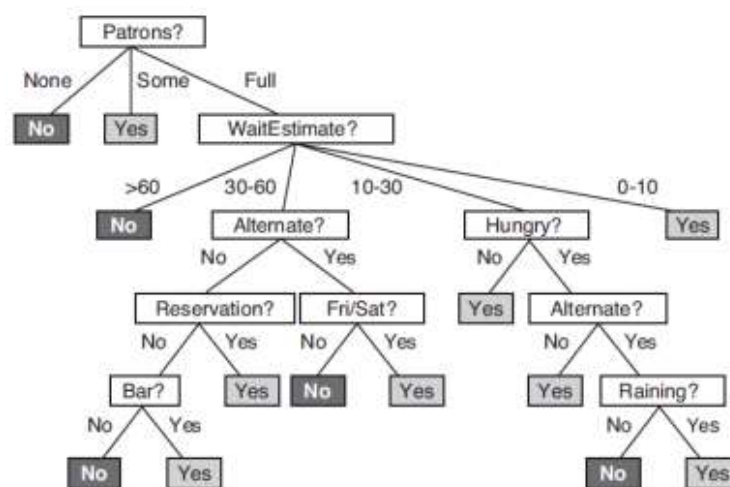 Patrons?
None Some Full
No Yes WaitEstimate?
>60 30-60 10-30 0-10
No Alternate? Hungry? Yes
No Yes No Yes
Reservation? Fri/Sat? Yes Alternate?
No Yes No Yes No Yes
Bar? Yes No Yes Yes Raining?
No Yes No Yes
No Yes No Yes